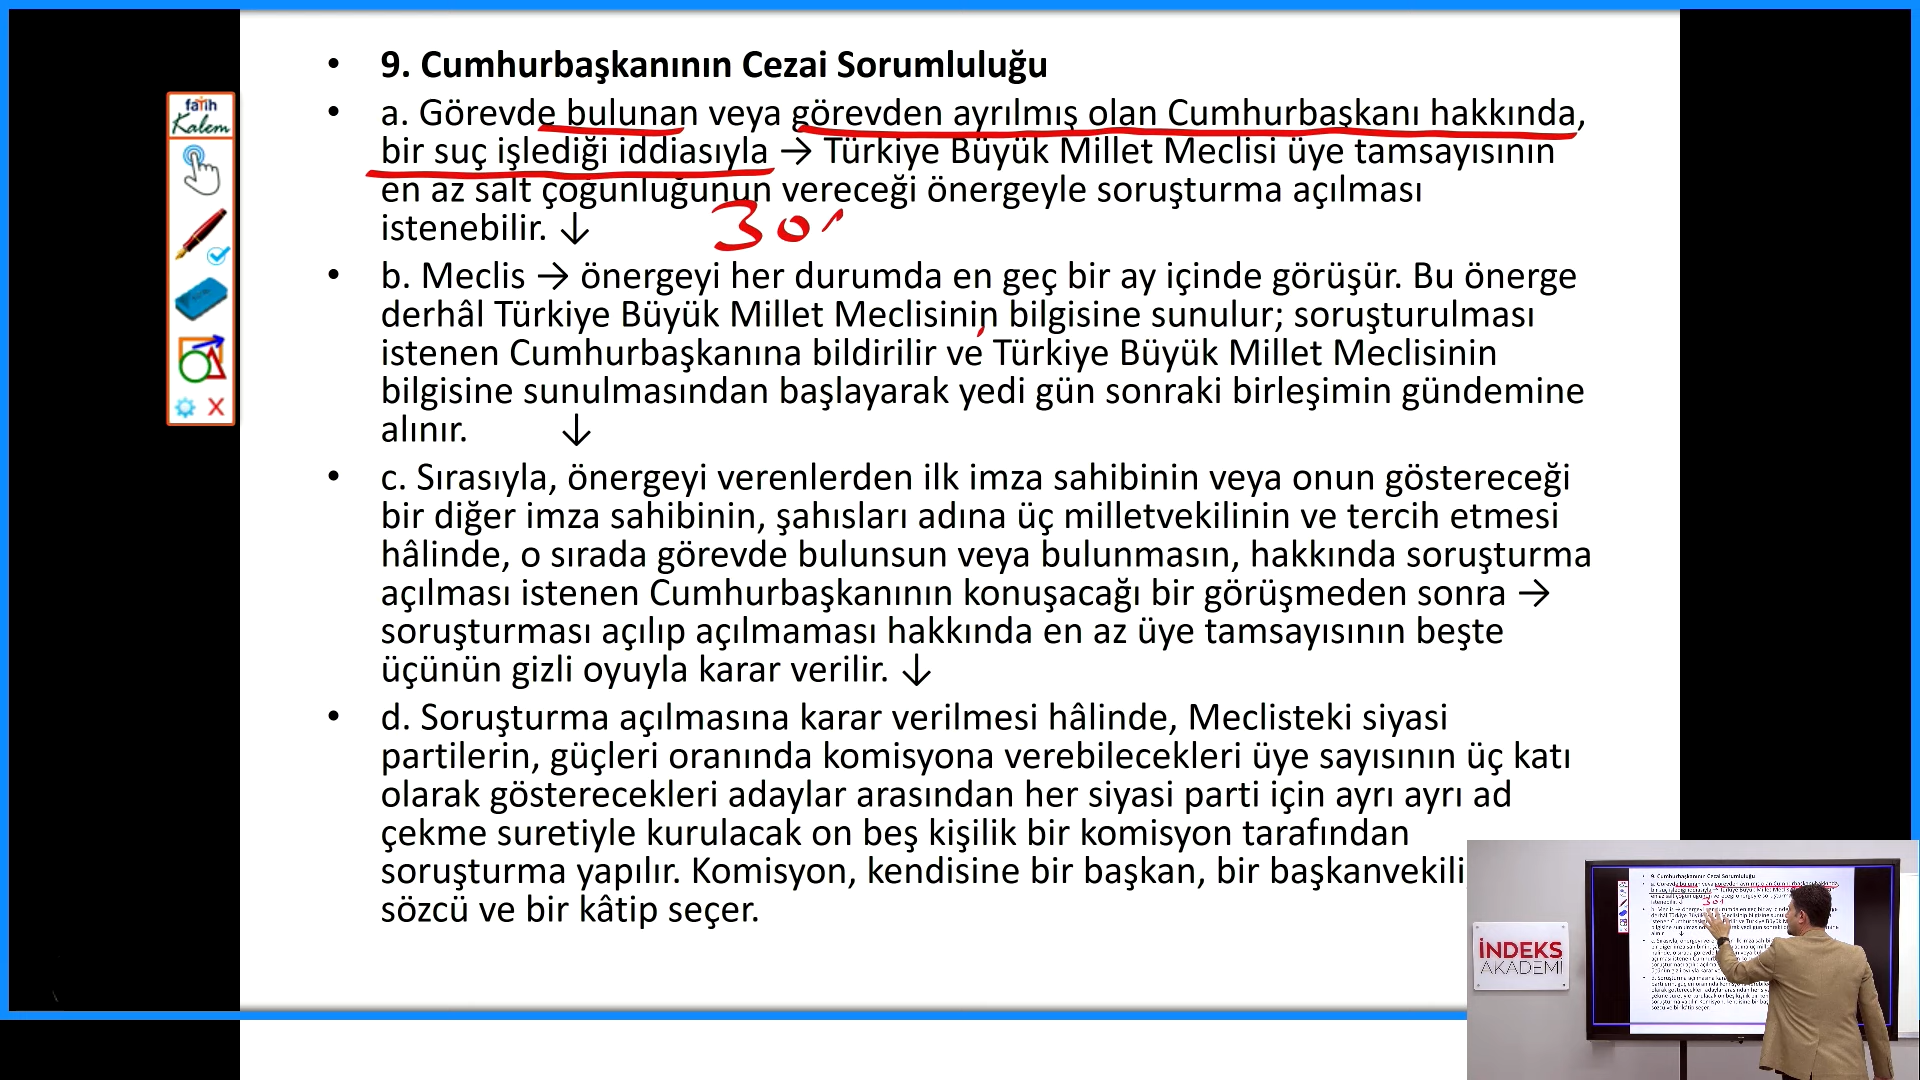 9. Cumhurbaşkanının Cezai Sorumluluğu
a. Görevde bulunan veya görevden ayrılmış olan Cumhurbaşkanı hakkında,
bir suç işlediği iddiasıyla → Türkiye Büyük Millet Meclisi üye tamsayısının
en az salt çoğunluğunun vereceği önergeyle soruşturma açılması
istenebilir. ↓
30
b. Meclis → önergeyi her durumda en geç bir ay içinde görüşür. Bu önerge
derhâl Türkiye Büyük Millet Meclisinin bilgisine sunulur; soruşturulması
istenen Cumhurbaşkanına bildirilir ve Türkiye Büyük Millet Meclisinin
bilgisine sunulmasından başlayarak yedi gün sonraki birleşimin gündemine
alınır. ↓
c. Sırasıyla, önergeyi verenlerden ilk imza sahibinin veya onun göstereceği
bir diğer imza sahibinin, şahısları adına üç milletvekilinin ve tercih etmesi
hâlinde, o sırada görevde bulunsun veya bulunmasın, hakkında soruşturma
açılması istenen Cumhurbaşkanının konuşacağı bir görüşmeden sonra →
soruşturması açılıp açılmaması hakkında en az üye tamsayısının beşte
üçünün gizli oyuyla karar verilir. ↓
d. Soruşturma açılmasına karar verilmesi hâlinde, Meclisteki siyasi
partilerin, güçleri oranında komisyona verebilecekleri üye sayısının üç katı
olarak gösterecekleri adaylar arasından her siyasi parti için ayrı ayrı ad
çekme suretiyle kurulacak on beş kişilik bir komisyon tarafından
soruşturma yapılır. Komisyon, kendisine bir başkan, bir başkanvekili
sözcü ve bir kâtip seçer.
fatih
Kalem
İNDEKS
AKADEMİ